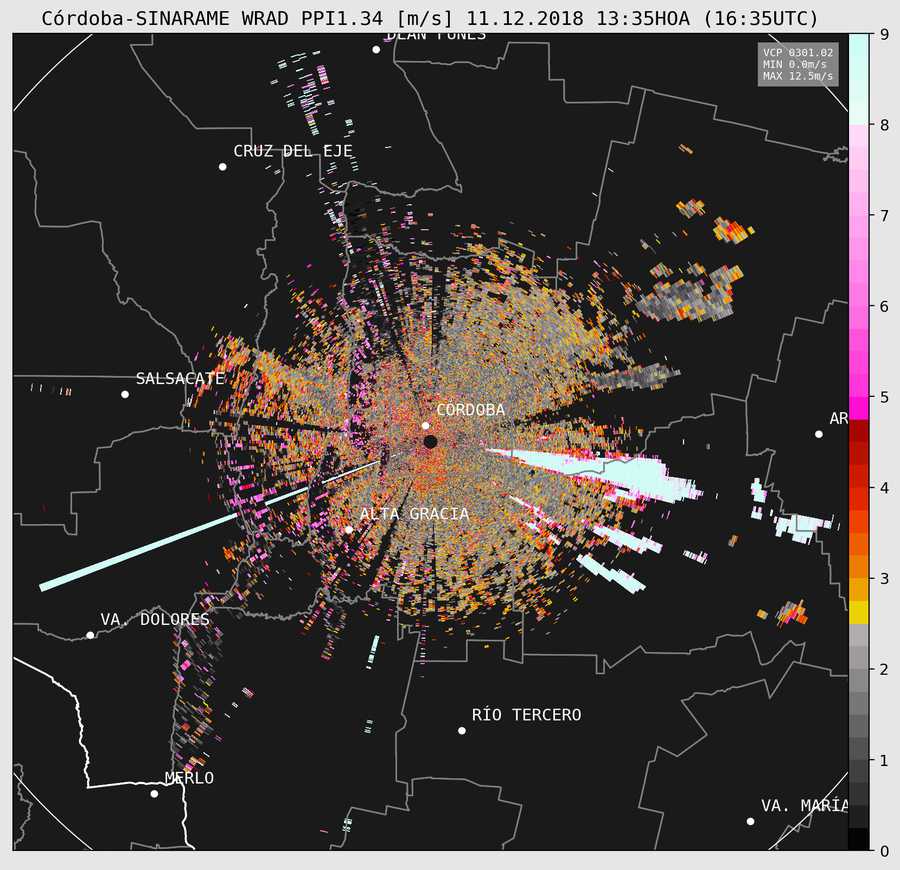 Córdoba-SINARAME WRAD PPI1.34 [m/s] 11.12.2018 13:35HOA (16:35UTC)
DEAN FUNES
VCP 0301.02
MIN 0.0m/s
MAX 12.5m/s
CRUZ DEL EJE
SALSACATE
CÓRDOBA
AR
ALTA GRACIA
VA. DOLORES
RÍO TERCERO
MERLO
VA. MARÍA
9
8
7
6
5
4
3
2
1
0